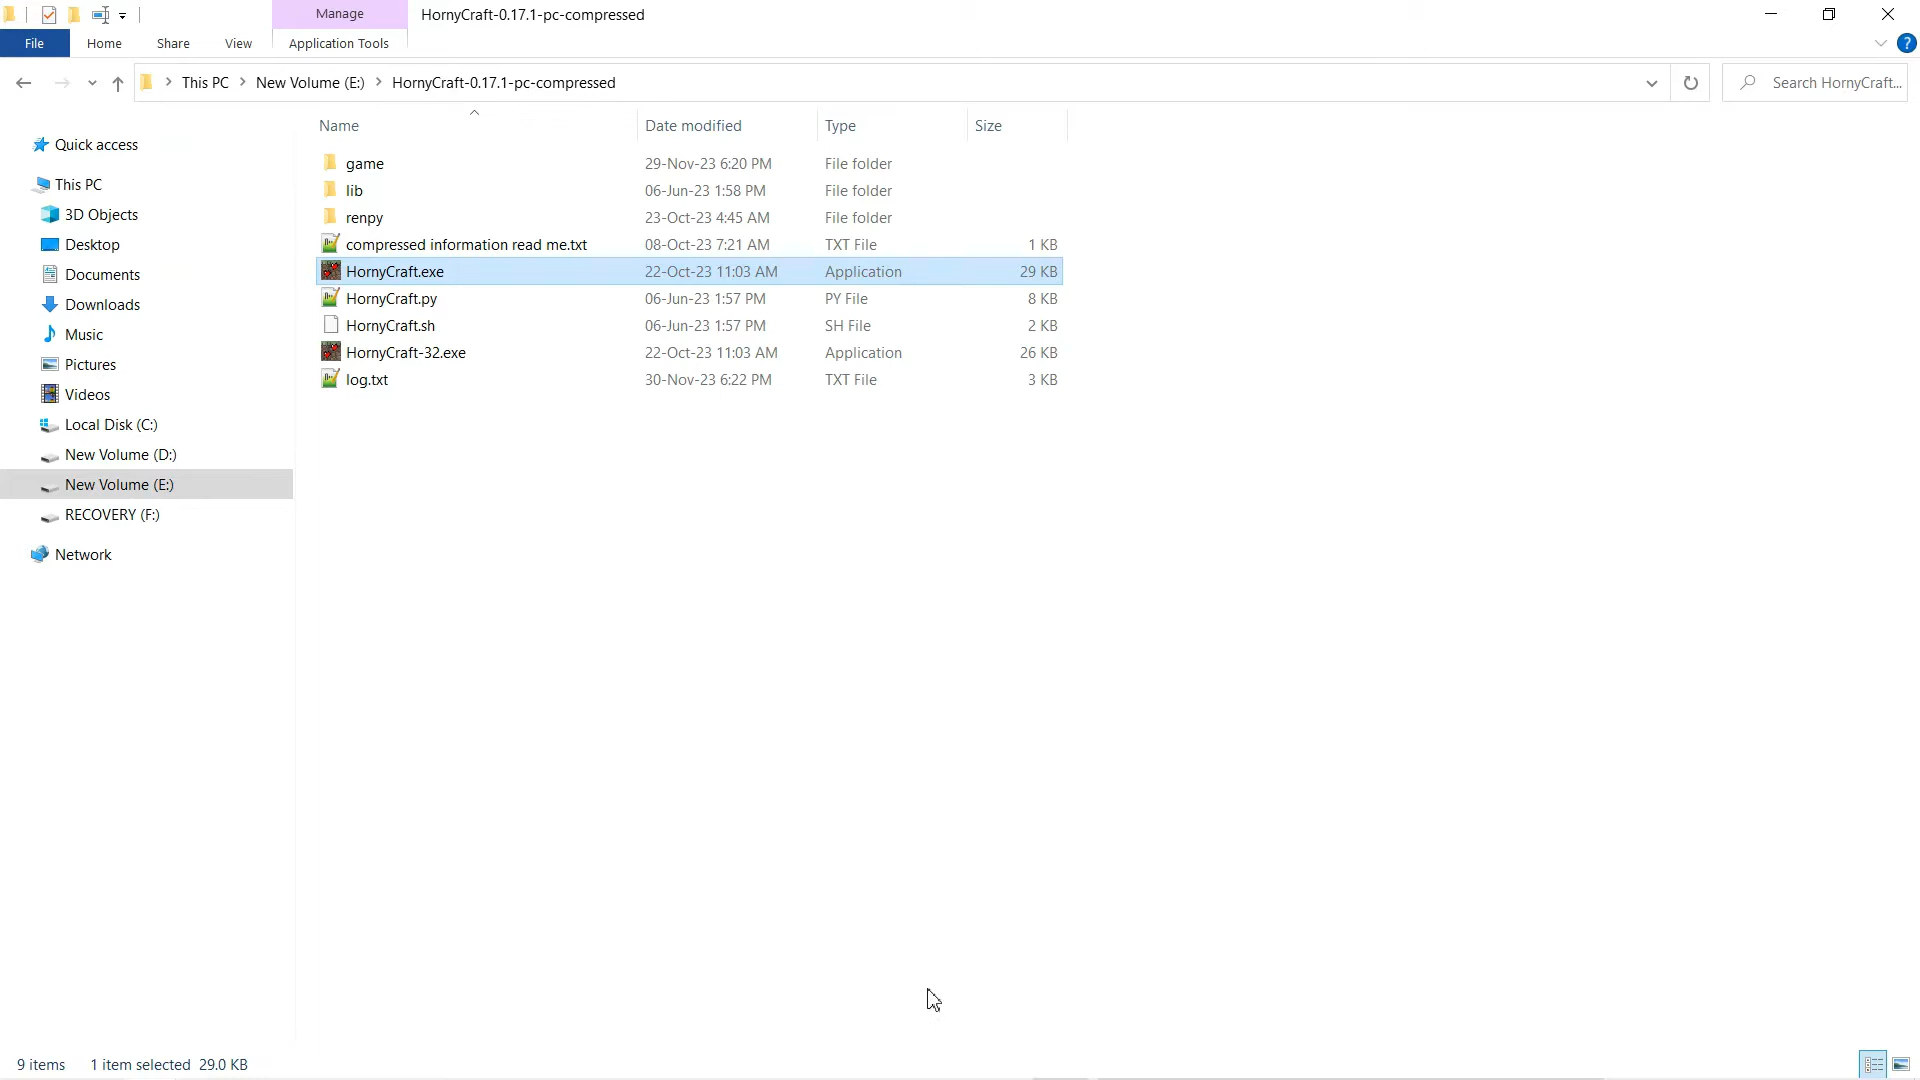 Manage
HornyCraft-0.17.1-pc-compressed
File
Home
Share
View
Application Tools
?
This PC
New Volume (E:)
HornyCraft-0.17.1-pc-compressed
Search HornyCraft...
Name
Date modified
Type
Size
Quick access
This PC
3D Objects
Desktop
Documents
Downloads
Music
Pictures
Videos
Local Disk (C:)
New Volume (D:)
New Volume (E:)
RECOVERY (F:)
Network
game 29-Nov-23 6:20 PM File folder
lib 06-Jun-23 1:58 PM File folder
renpy 23-Oct-23 4:45 AM File folder
compressed information read me.txt 08-Oct-23 7:21 AM TXT File 1 KB
HornyCraft.exe 22-Oct-23 11:03 AM Application 29 KB
HornyCraft.py 06-Jun-23 1:57 PM PY File 8 KB
HornyCraft.sh 06-Jun-23 1:57 PM SH File 2 KB
HornyCraft-32.exe 22-Oct-23 11:03 AM Application 26 KB
log.txt 30-Nov-23 6:22 PM TXT File 3 KB
9 items 1 item selected 29.0 KB